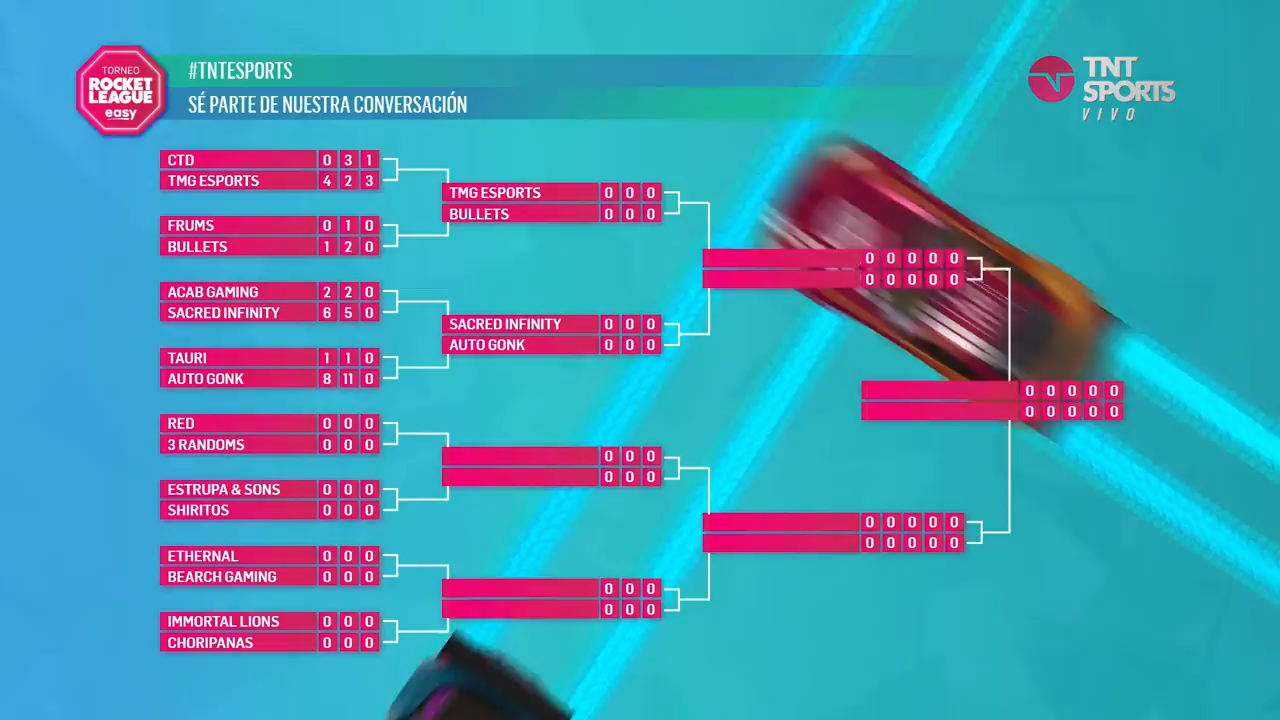 TORNEO
ROCKET
LEAGUE
easy
#TNTESPORTS
SÉ PARTE DE NUESTRA CONVERSACIÓN
TNT
SPORTS
VIVO
CTD 0 3 1
TMG ESPORTS 4 2 3
FRUMS 0 1 0
BULLETS 1 2 0
ACAB GAMING 2 2 0
SACRED INFINITY 6 5 0
TAURI 1 1 0
AUTO GONK 8 11 0
RED 0 0 0
3 RANDOMS 0 0 0
ESTRUPA & SONS 0 0 0
SHIRITOS 0 0 0
ETHERNAL 0 0 0
BEARCH GAMING 0 0 0
IMMORTAL LIONS 0 0 0
CHORIPANAS 0 0 0
TMG ESPORTS 0 0 0
BULLETS 0 0 0
SACRED INFINITY 0 0 0
AUTO GONK 0 0 0
0 0 0
0 0 0
0 0 0
0 0 0
0 0 0 0 0
0 0 0 0 0
0 0 0 0 0
0 0 0 0 0
0 0 0 0 0
0 0 0 0 0